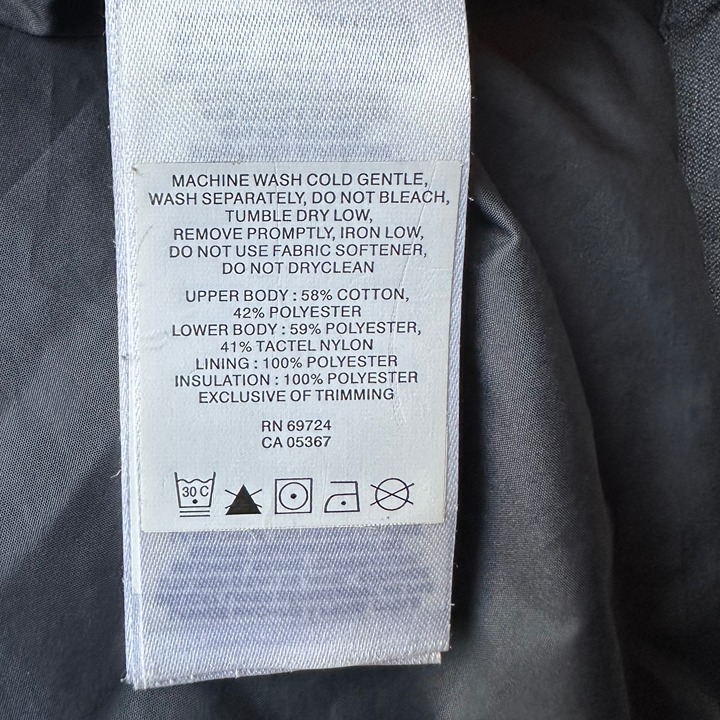 MACHINE WASH COLD GENTLE,
WASH SEPARATELY, DO NOT BLEACH,
TUMBLE DRY LOW,
REMOVE PROMPTLY, IRON LOW,
DO NOT USE FABRIC SOFTENER,
DO NOT DRYCLEAN
UPPER BODY : 58% COTTON,
42% POLYESTER
LOWER BODY : 59% POLYESTER,
41% TACTEL NYLON
LINING : 100% POLYESTER
INSULATION : 100% POLYESTER
EXCLUSIVE OF TRIMMING
RN 69724
CA 05367
30 C